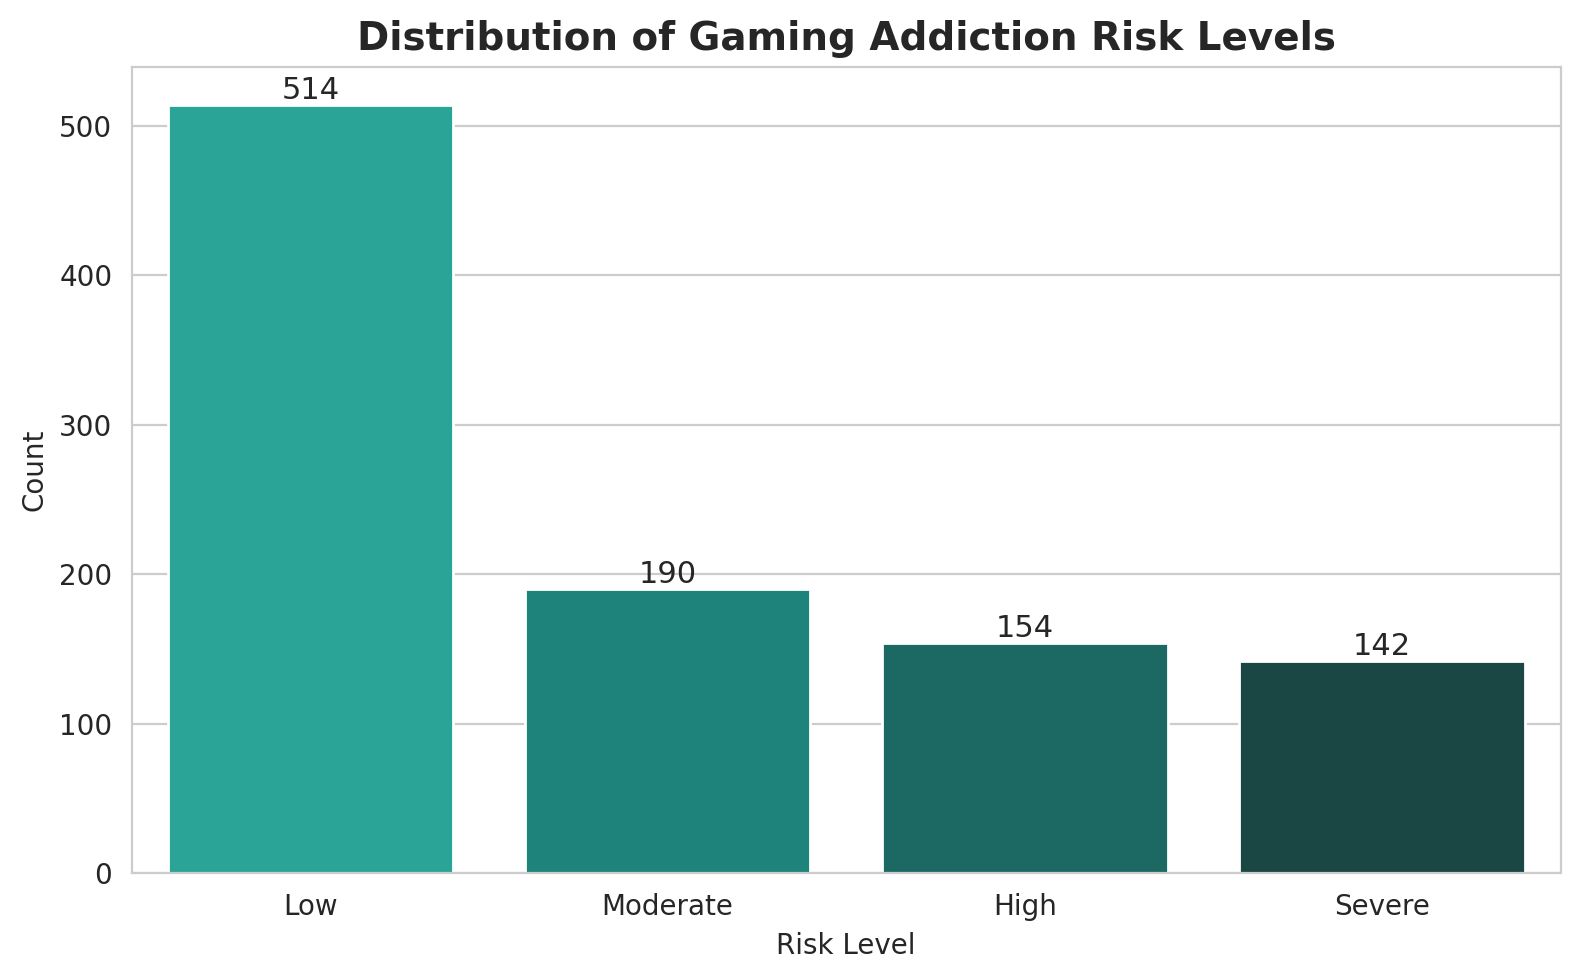 Distribution of Gaming Addiction Risk Levels
514
500
400
300
200
100
0
Count
190
154
142
Low
Moderate
High
Severe
Risk Level